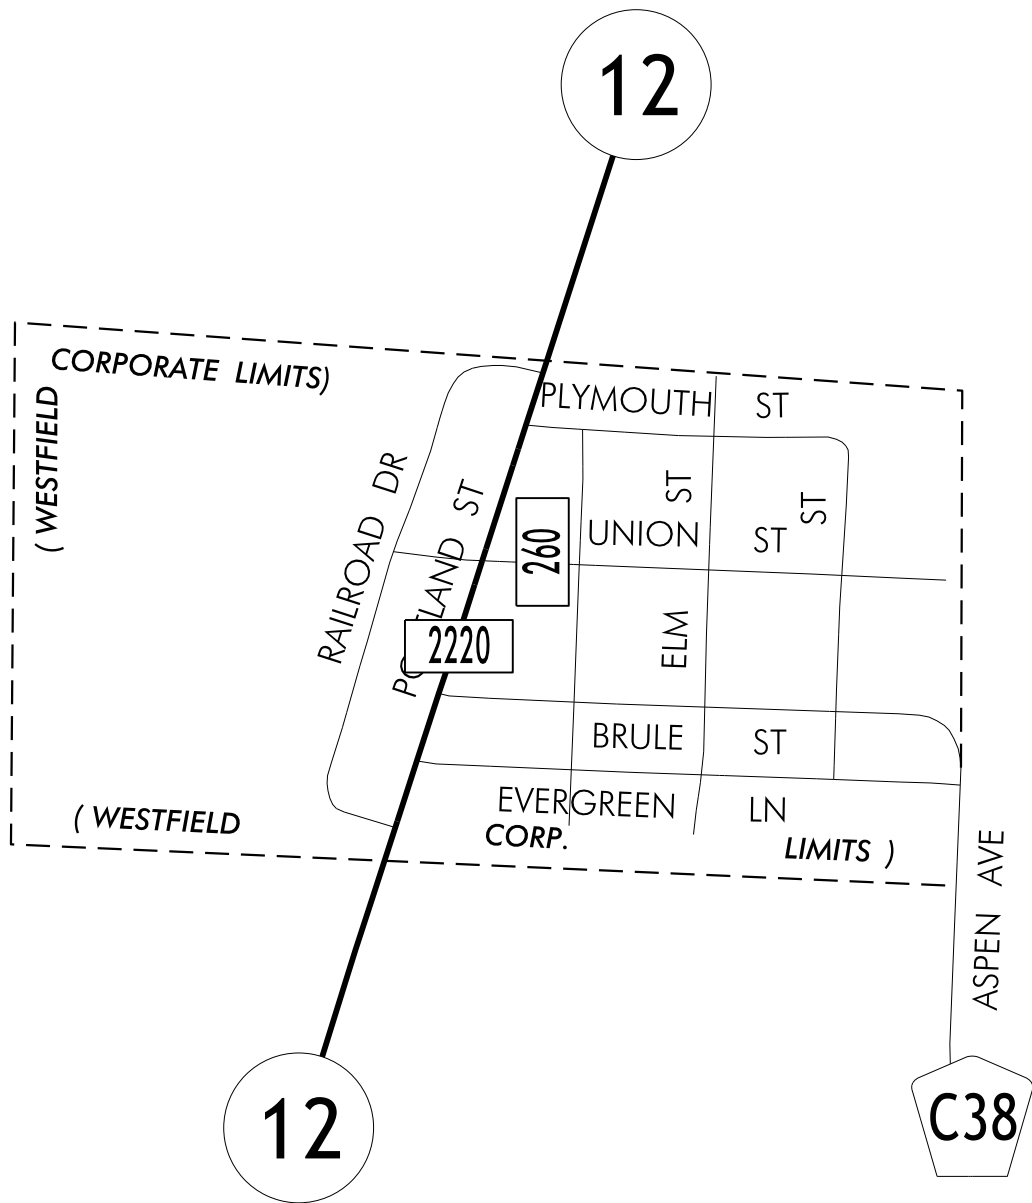 12
CORPORATE LIMITS)
(WESTFIELD
PLYMOUTH ST
RAILROAD DR
ST
260
UNION ST
ELM ST
ST
2220
BRULE ST
EVERGREEN LN
(WESTFIELD CORP. LIMITS)
ASPEN AVE
12
C38